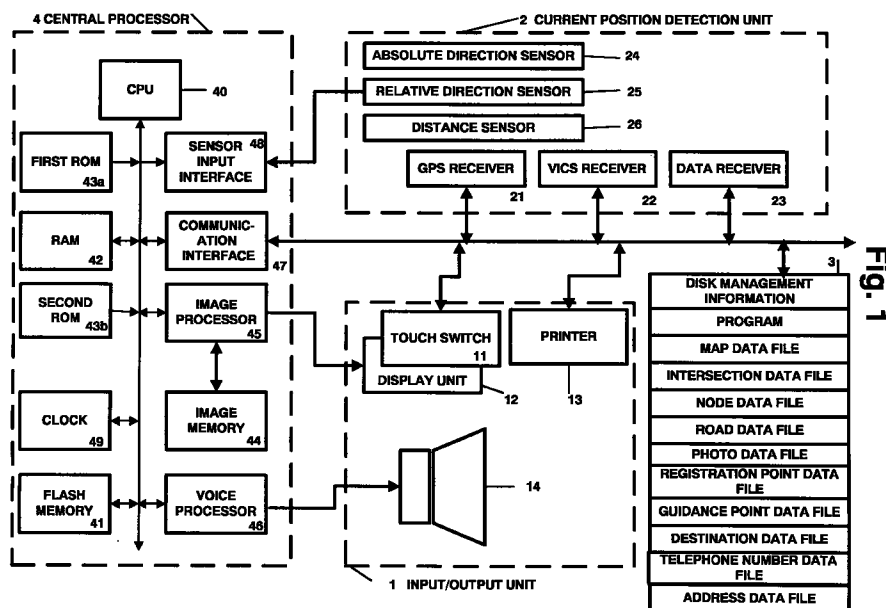 4 CENTRAL PROCESSOR
2 CURRENT POSITION DETECTION UNIT
CPU
40
FIRST ROM
43a
SENSOR
INPUT
INTERFACE
48
RAM
42
COMMUNIC-
ATION
INTERFACE
47
SECOND
ROM
43b
IMAGE
PROCESSOR
45
CLOCK
49
IMAGE
MEMORY
44
FLASH
MEMORY
41
VOICE
PROCESSOR
46
ABSOLUTE DIRECTION SENSOR
24
RELATIVE DIRECTION SENSOR
25
DISTANCE SENSOR
26
GPS RECEIVER
21
VICS RECEIVER
22
DATA RECEIVER
23
TOUCH SWITCH
11
DISPLAY UNIT
12
PRINTER
13
14
1 INPUT/OUTPUT UNIT
3
DISK MANAGEMENT
INFORMATION
PROGRAM
MAP DATA FILE
INTERSECTION DATA FILE
NODE DATA FILE
ROAD DATA FILE
PHOTO DATA FILE
REGISTRATION POINT DATA
FILE
GUIDANCE POINT DATA FILE
DESTINATION DATA FILE
TELEPHONE NUMBER DATA
FILE
ADDRESS DATA FILE
Fig. 1